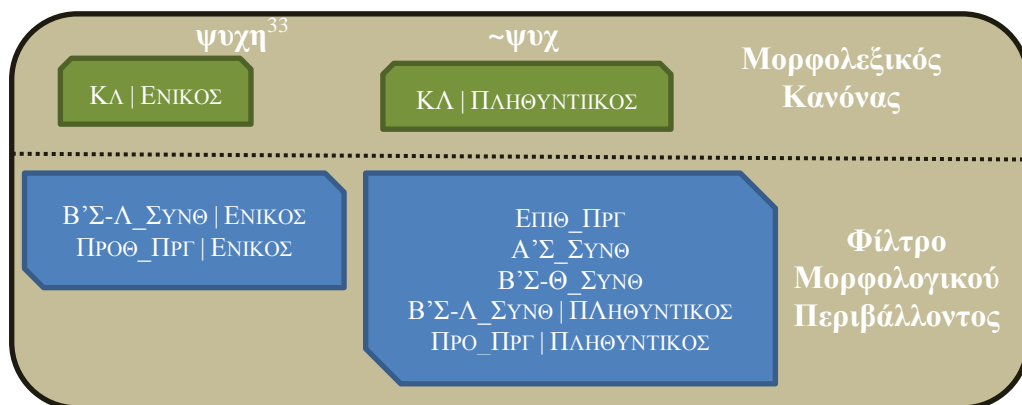 ψυχη³³
~ψυχ
Μορφολεξικός
Κανόνας
ΚΛ | ΕΝΙΚΟΣ
ΚΛ | ΠΛΗΘΥΝΤΙΙΚΟΣ
Β'Σ-Λ_ΣΥΝΘ | ΕΝΙΚΟΣ
ΠΡΟΘ_ΠΡΓ | ΕΝΙΚΟΣ
ΕΠΙΘ_ΠΡΓ
Α'Σ_ΣΥΝΘ
Β'Σ-Θ_ΣΥΝΘ
Β'Σ-Λ_ΣΥΝΘ | ΠΛΗΘΥΝΤΙΚΟΣ
ΠΡΟ_ΠΡΓ | ΠΛΗΘΥΝΤΙΚΟΣ
Φίλτρο
Μορφολογικού
Περιβάλλοντος